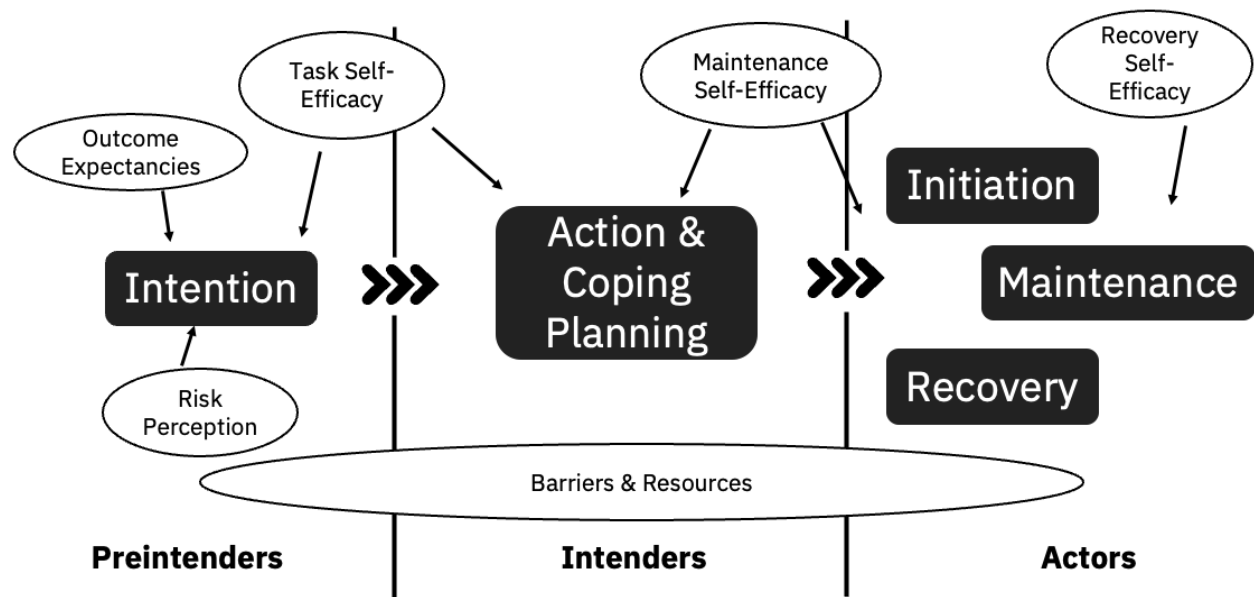 Task Self-
Efficacy
Maintenance
Self-Efficacy
Recovery
Self-
Efficacy
Outcome
Expectancies
Intention
Risk
Perception
Action &
Coping
Planning
Initiation
Maintenance
Recovery
Barriers & Resources
Preintenders
Intenders
Actors